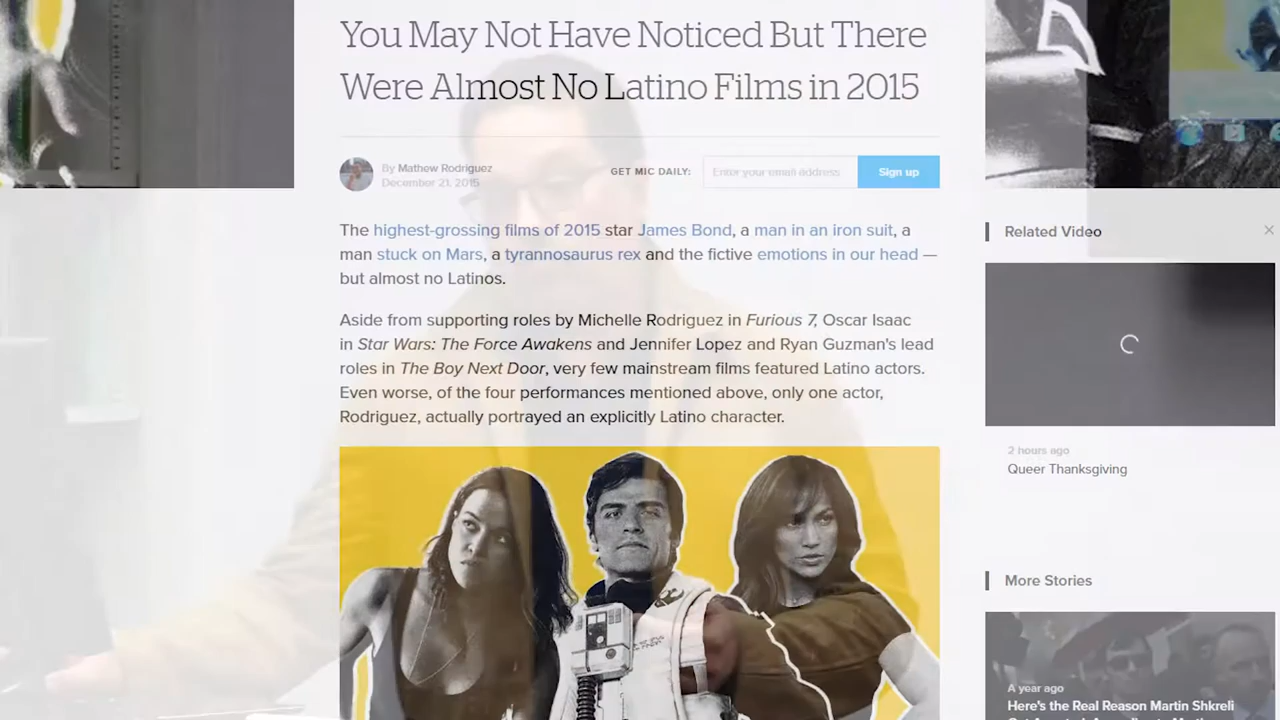 You May Not Have Noticed But There
Were Almost No Latino Films in 2015
By Mathew Rodriguez
December 21, 2015
GET MIC DAILY:
Enter your email address
Sign up
The highest-grossing films of 2015 star James Bond, a man in an iron suit, a
man stuck on Mars, a tyrannosaurus rex and the fictive emotions in our head —
but almost no Latinos.
Aside from supporting roles by Michelle Rodriguez in Furious 7, Oscar Isaac
in Star Wars: The Force Awakens and Jennifer Lopez and Ryan Guzman's lead
roles in The Boy Next Door, very few mainstream films featured Latino actors.
Even worse, of the four performances mentioned above, only one actor,
Rodriguez, actually portrayed an explicitly Latino character.
Related Video
2 hours ago
Queer Thanksgiving
More Stories
A year ago
Here's the Real Reason Martin Shkreli